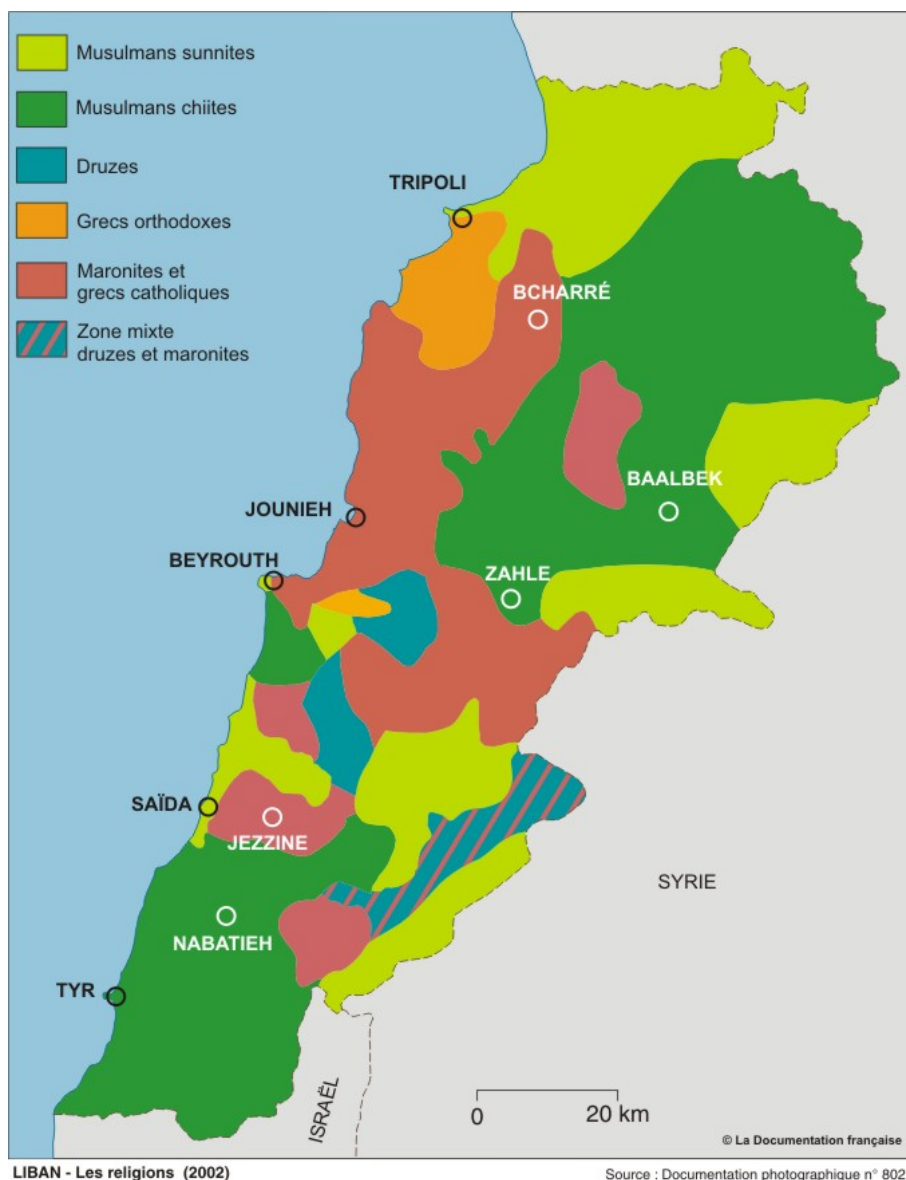 Musulmans sunnites
Musulmans chiites
Druzes
Grecs orthodoxes
Maronites et
grecs catholiques
Zone mixte
druzes et maronites
TRIPOLI
BCHARRÉ
BAALBEK
JOUNIEH
BEYROUTH
ZAHLE
SAÏDA
JEZZINE
SYRIE
NABATIEH
TYR
ISRAËL
0 20 km
© La Documentation française
LIBAN - Les religions (2002)
Source : Documentation photographique n° 802